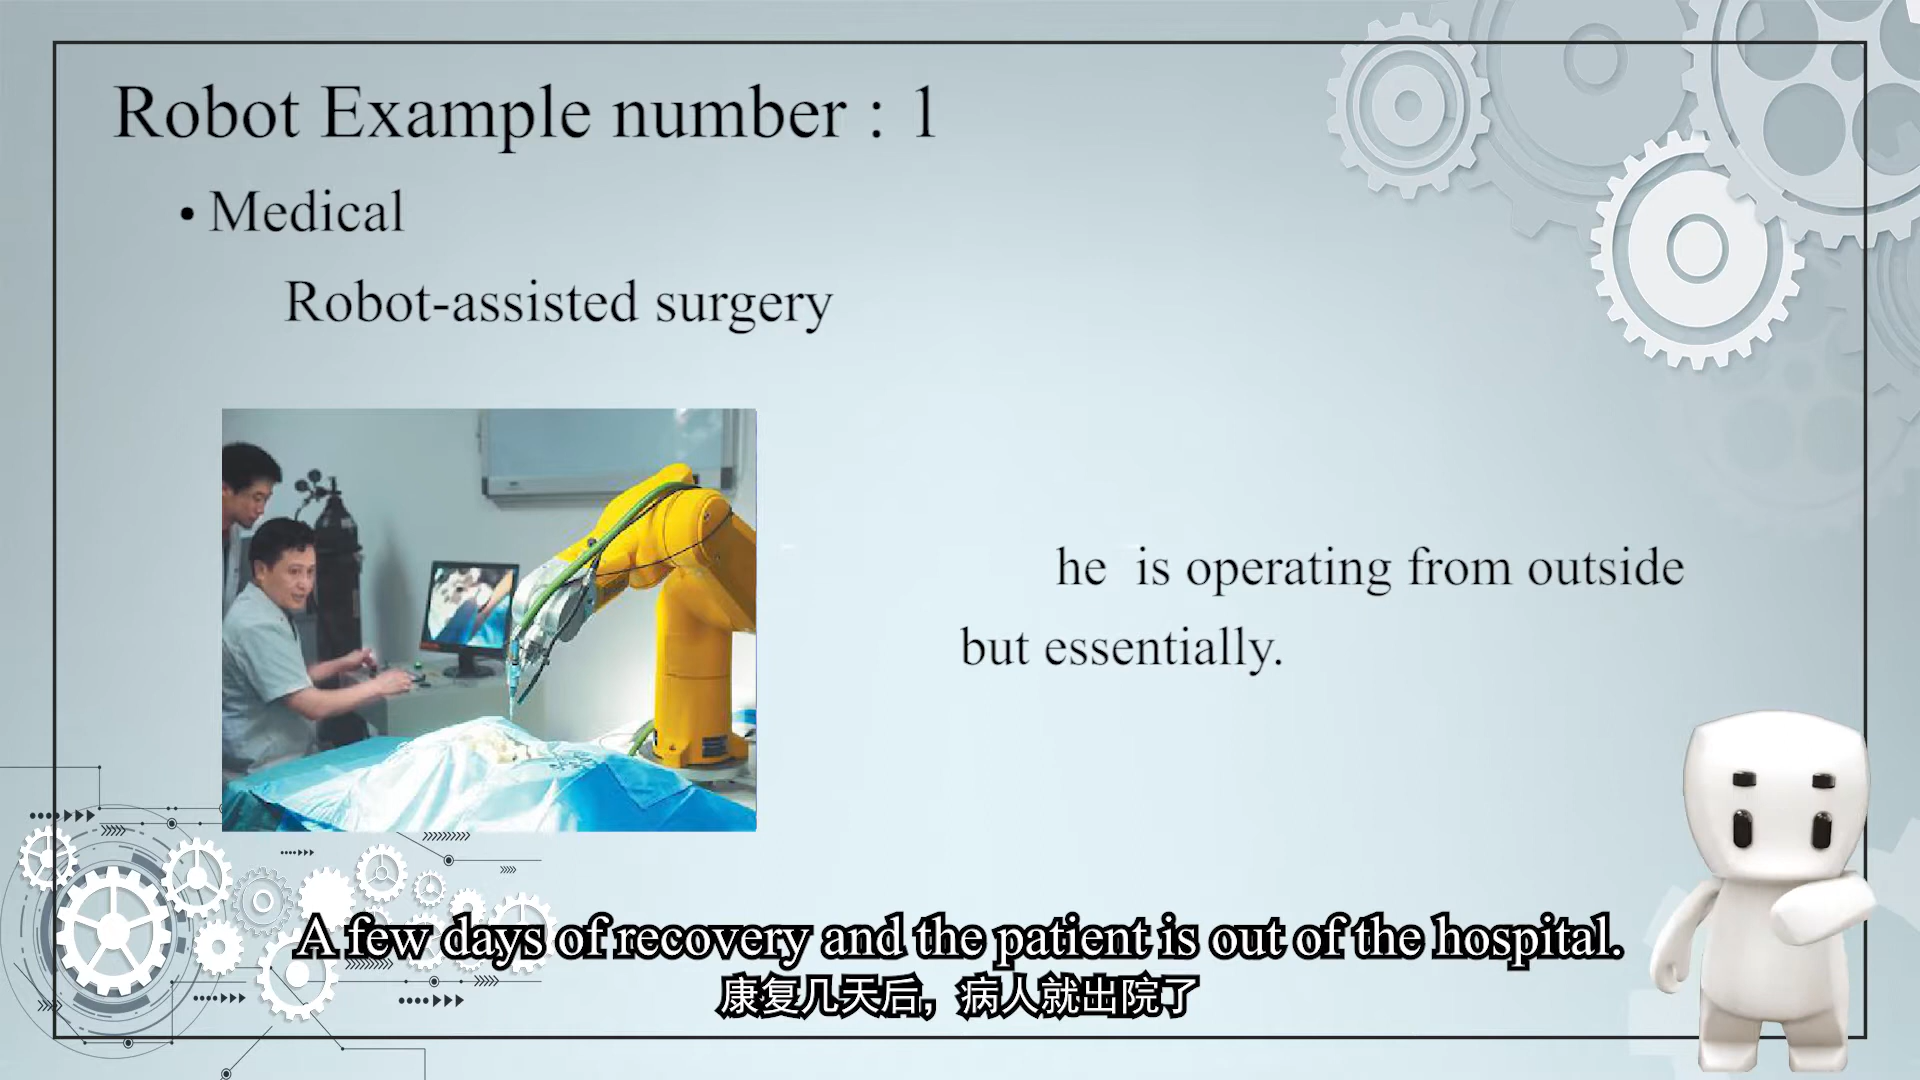 Robot Example number : 1
• Medical
Robot-assisted surgery
he is operating from outside
but essentially.
A few days of recovery and the patient is out of the hospital.
康复几天后，病人就出院了